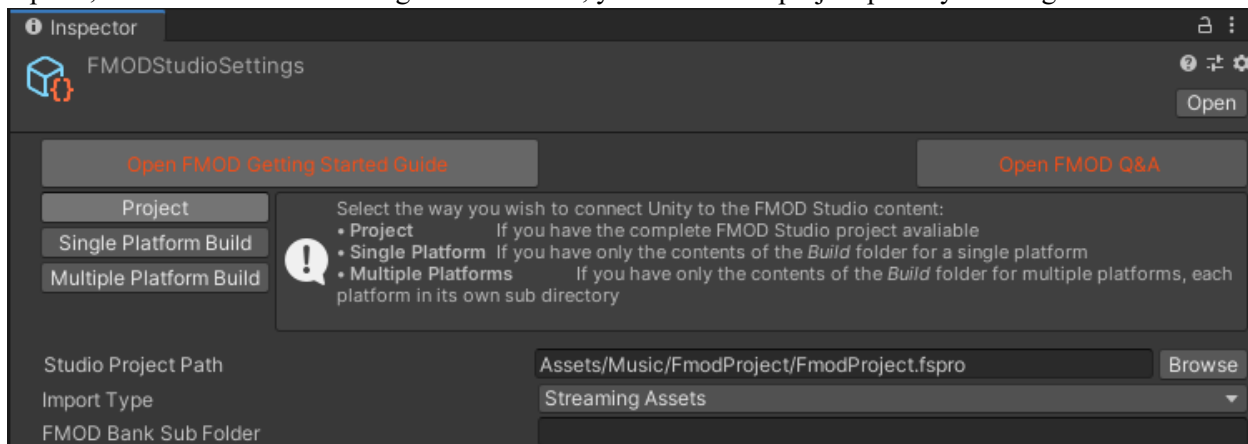 Inspector
FMODStudioSettings
Open
Open FMOD Getting Started Guide
Open FMOD Q&A
Project
Single Platform Build
Multiple Platform Build
Select the way you wish to connect Unity to the FMOD Studio content:
• Project If you have the complete FMOD Studio project avaliable
• Single Platform If you have only the contents of the Build folder for a single platform
• Multiple Platforms If you have only the contents of the Build folder for multiple platforms, each
platform in its own sub directory
Studio Project Path Assets/Music/FmodProject/FmodProject.fspro Browse
Import Type Streaming Assets
FMOD Bank Sub Folder